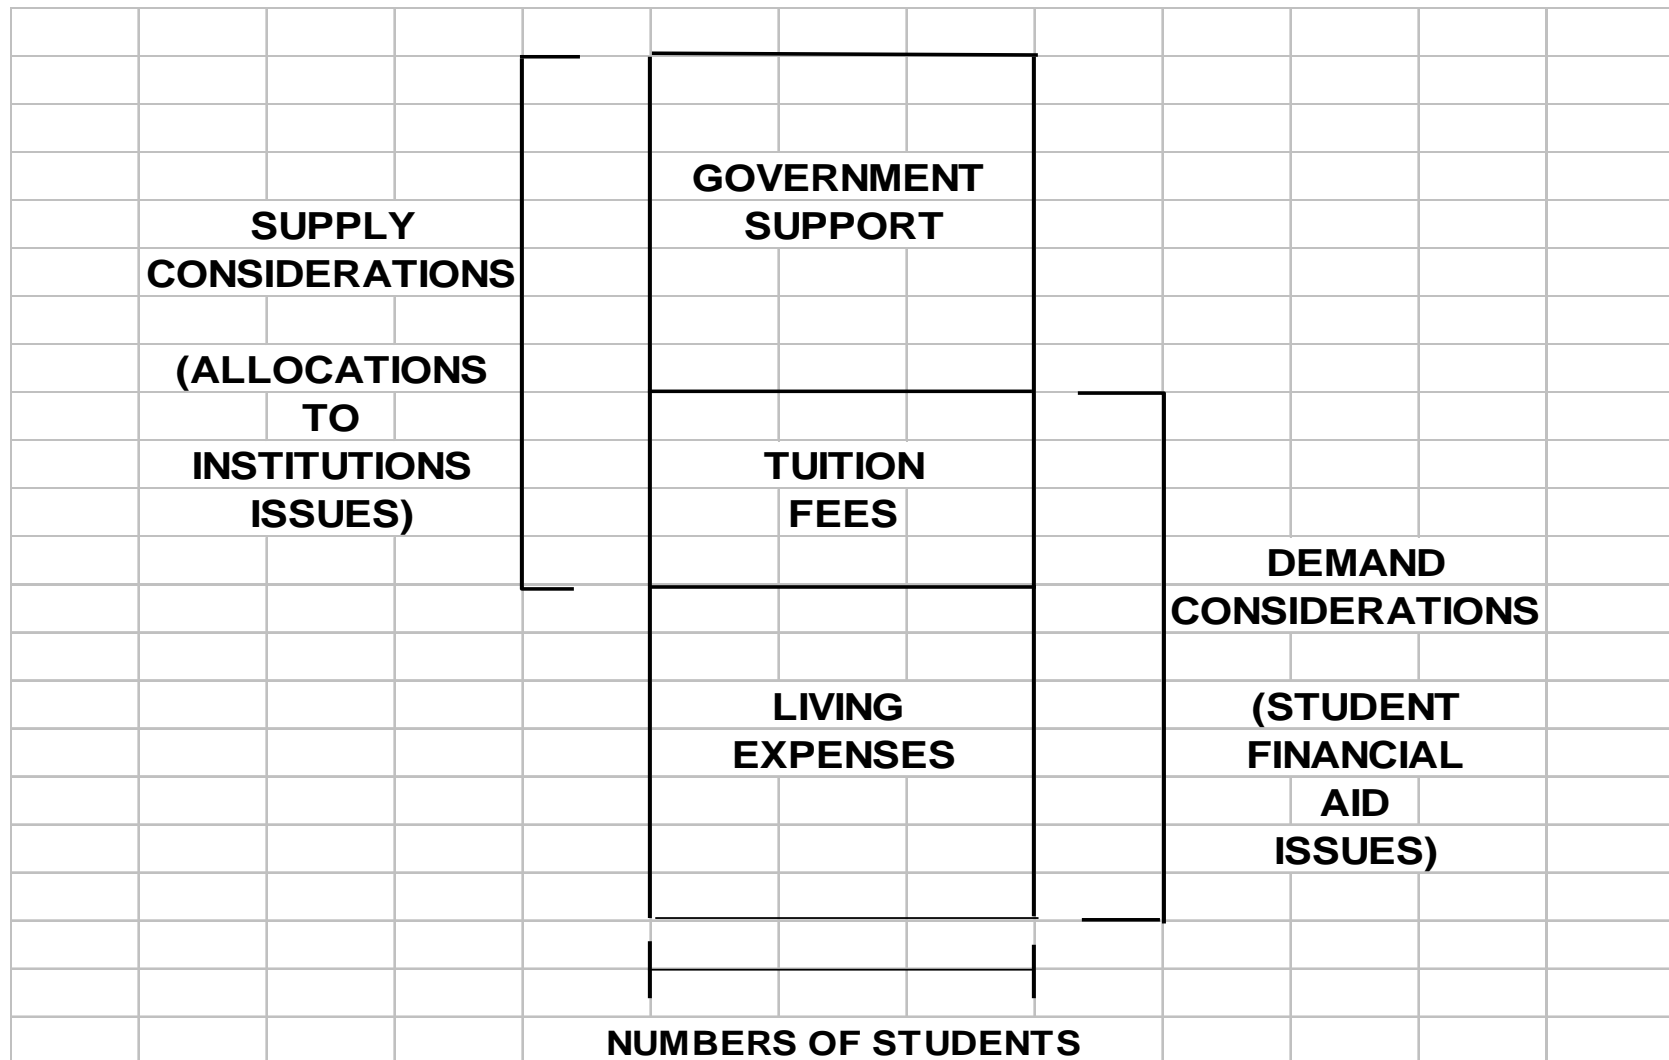 SUPPLY
CONSIDERATIONS
(ALLOCATIONS
TO
INSTITUTIONS
ISSUES)
GOVERNMENT
SUPPORT
TUITION
FEES
LIVING
EXPENSES
DEMAND
CONSIDERATIONS
(STUDENT
FINANCIAL
AID
ISSUES)
NUMBERS OF STUDENTS